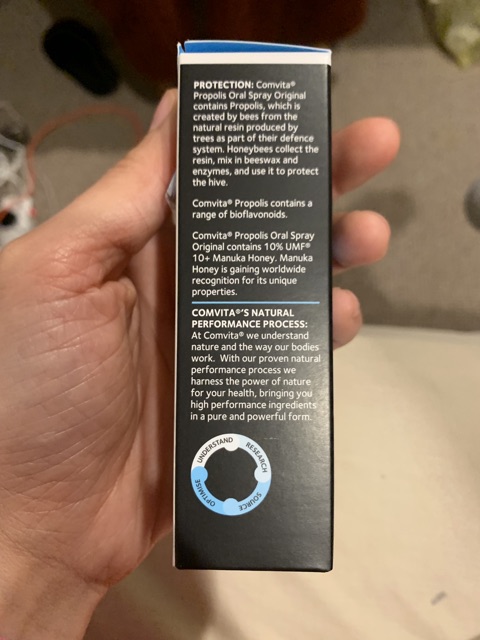 PROTECTION: Comvita®
Propolis Oral Spray Original
contains Propolis, which is
created by bees from the
natural resin produced by
trees as part of their defence
system. Honeybees collect the
resin, mix in beeswax and
enzymes, and use it to protect
the hive.
Comvita® Propolis contains a
range of bioflavonoids.
Comvita® Propolis Oral Spray
Original contains 10% UMF®
10+ Manuka Honey. Manuka
Honey is gaining worldwide
recognition for its unique
properties.
COMVITA®'S NATURAL
PERFORMANCE PROCESS:
At Comvita® we understand
nature and the way our bodies
work. With our proven natural
performance process we
harness the power of nature
for your health, bringing you
high performance ingredients
in a pure and powerful form.
UNDERSTAND
RESEARCH
SOURCE
OPTIMISE